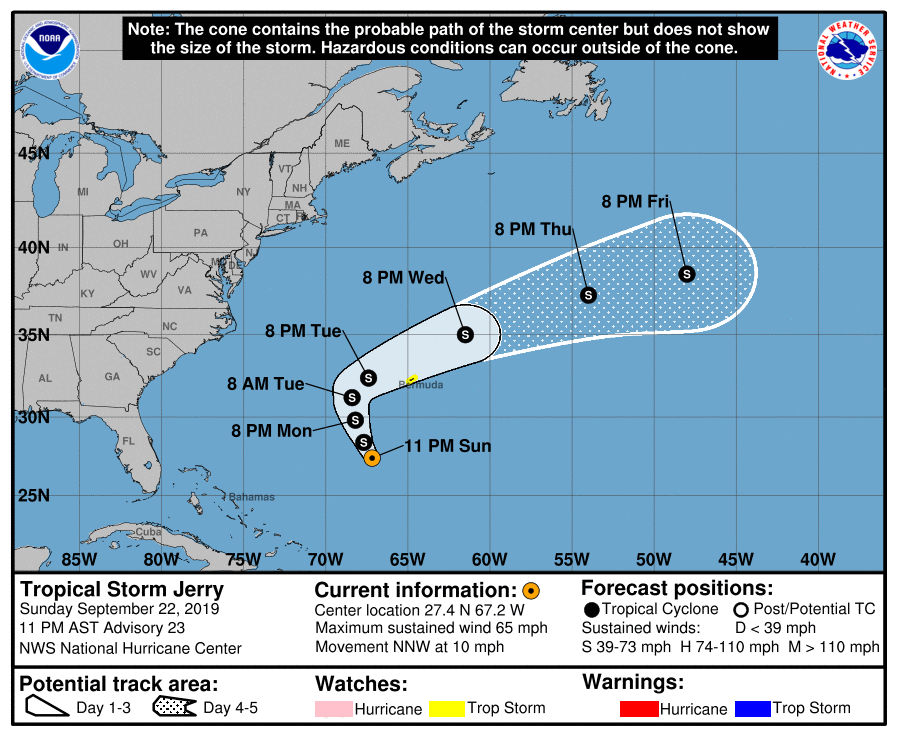 Note: The cone contains the probable path of the storm center but does not show
the size of the storm. Hazardous conditions can occur outside of the cone.
NOAA
NATIONAL WEATHER SERVICE
ME
45N
VT
MI
NY
NH
MA
CT
RI
8 PM Fri
PA
8 PM Thu
40N
IN
OH
NJ
MD
DE
WV
8 PM Wed
KY
VA
TN
NC
8 PM Tue
35N
SC
AL
GA
8 AM Tue
Bermuda
30N
8 PM Mon
FL
11 PM Sun
25N
Bahamas
Cuba
85W 80W 75W 70W 65W 60W 55W 50W 45W 40W
S
S
S
S
S
S
S
Tropical Storm Jerry
Sunday September 22, 2019
11 PM AST Advisory 23
NWS National Hurricane Center
Current information:
Center location 27.4 N 67.2 W
Maximum sustained wind 65 mph
Movement NNW at 10 mph
Forecast positions:
Tropical Cyclone Post/Potential TC
Sustained winds: D < 39 mph
S 39-73 mph H 74-110 mph M > 110 mph
Potential track area:
Day 1-3 Day 4-5
Watches:
Hurricane Trop Storm
Warnings:
Hurricane Trop Storm